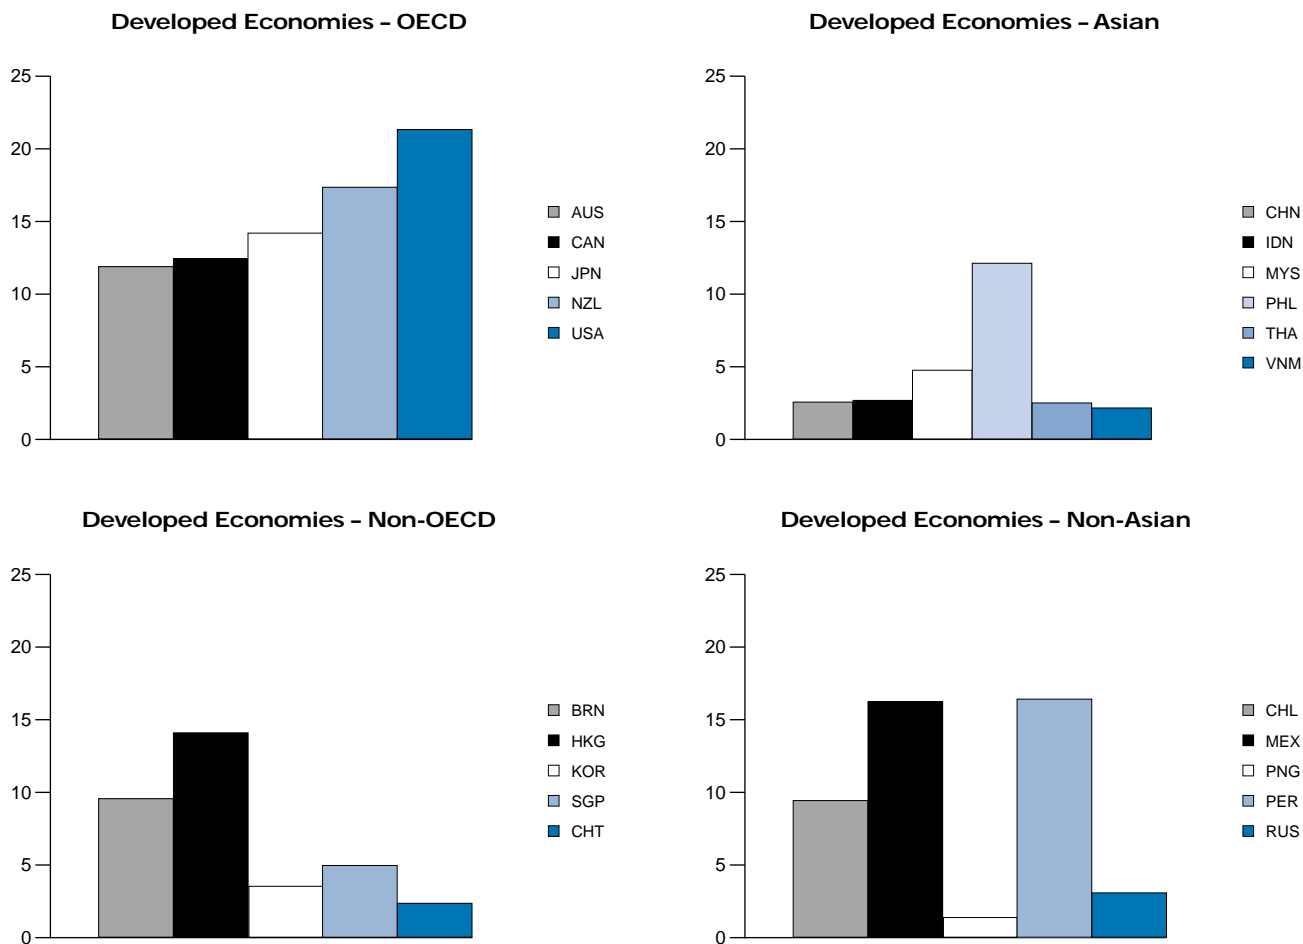 Developed Economies – OECD
25
20
15
10
5
0
AUS
CAN
JPN
NZL
USA
Developed Economies – Asian
25
20
15
10
5
0
CHN
IDN
MYS
PHL
THA
VNM
Developed Economies – Non-OECD
25
20
15
10
5
0
BRN
HKG
KOR
SGP
CHT
Developed Economies – Non-Asian
25
20
15
10
5
0
CHL
MEX
PNG
PER
RUS